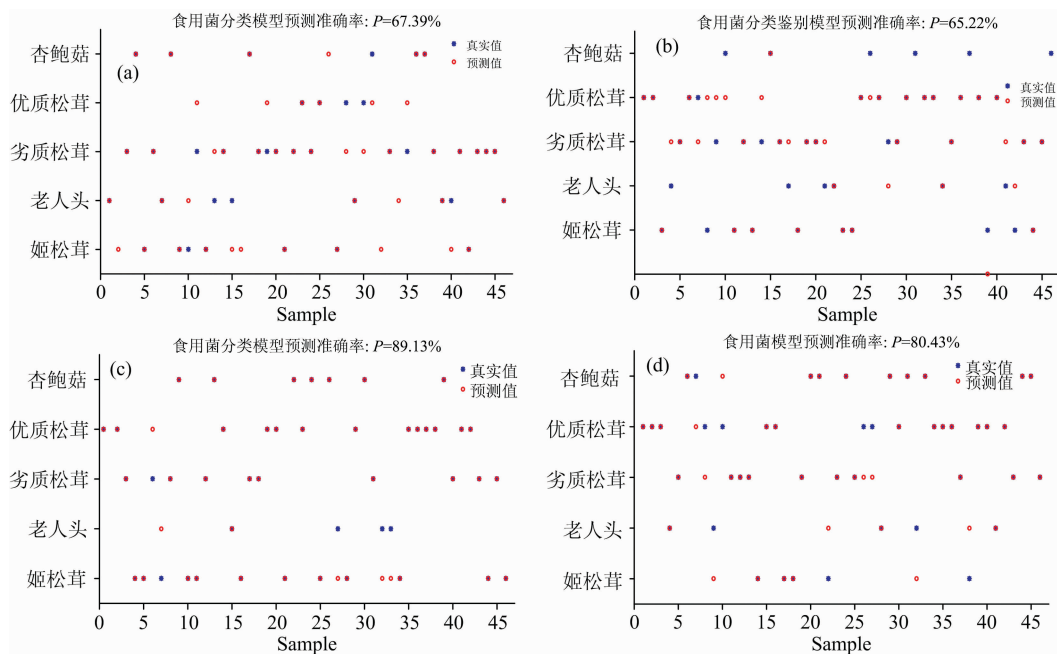 食用菌分类模型预测准确率: P=67.39%
(a)
真实值
预测值
杏鲍菇
优质松茸
劣质松茸
老人头
姬松茸
0 5 10 15 20 25 30 35 40 45
Sample
食用菌分类鉴别模型预测准确率: P=65.22%
(b)
真实值
预测值
杏鲍菇
优质松茸
劣质松茸
老人头
姬松茸
0 5 10 15 20 25 30 35 40 45
Sample
食用菌分类模型预测准确率: P=89.13%
(c)
真实值
预测值
杏鲍菇
优质松茸
劣质松茸
老人头
姬松茸
0 5 10 15 20 25 30 35 40 45
Sample
食用菌模型预测准确率: P=80.43%
(d)
真实值
预测值
杏鲍菇
优质松茸
劣质松茸
老人头
姬松茸
0 5 10 15 20 25 30 35 40 45
Sample